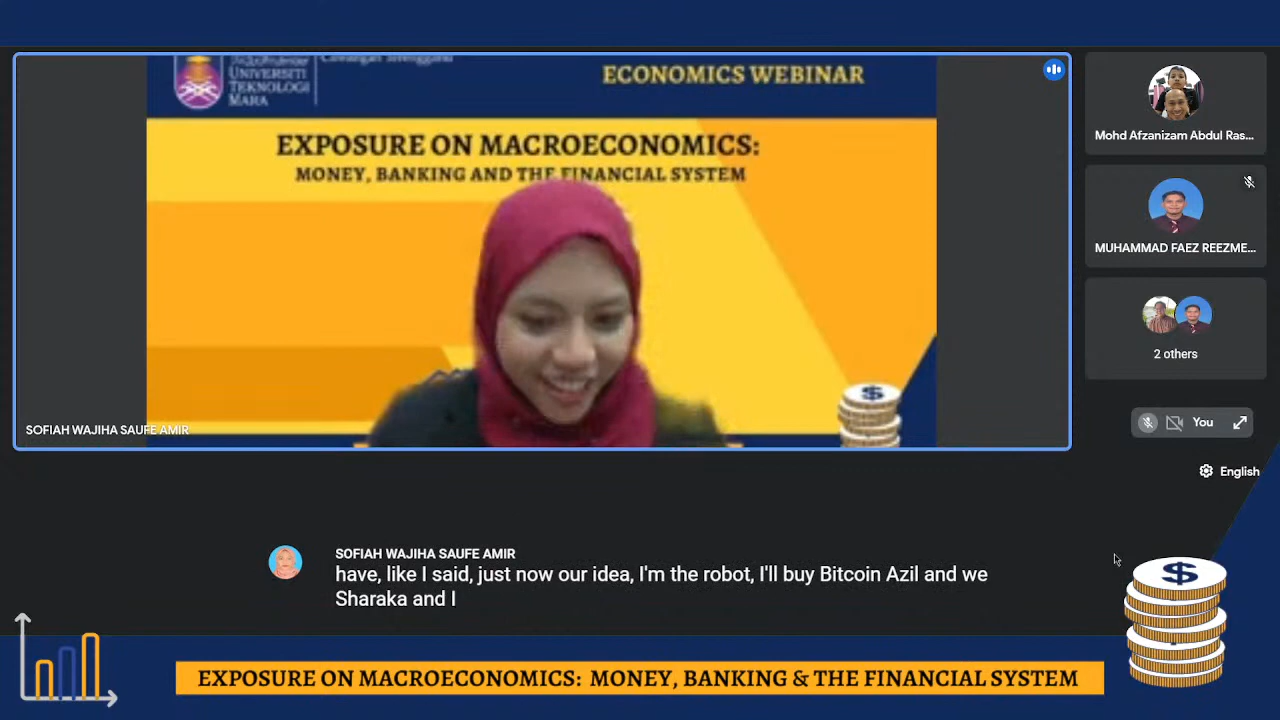 UNIVERSITI
TEKNOLOGI
MARA
ECONOMICS WEBINAR
EXPOSURE ON MACROECONOMICS:
MONEY, BANKING AND THE FINANCIAL SYSTEM
$
SOFIAH WAJIHA SAUFE AMIR
Mohd Afzanizam Abdul Ras...
MUHAMMAD FAEZ REEZME...
2 others
You
English
SOFIAH WAJIHA SAUFE AMIR
have, like I said, just now our idea, I'm the robot, I'll buy Bitcoin Azil and we
Sharaka and I
$
EXPOSURE ON MACROECONOMICS: MONEY, BANKING & THE FINANCIAL SYSTEM